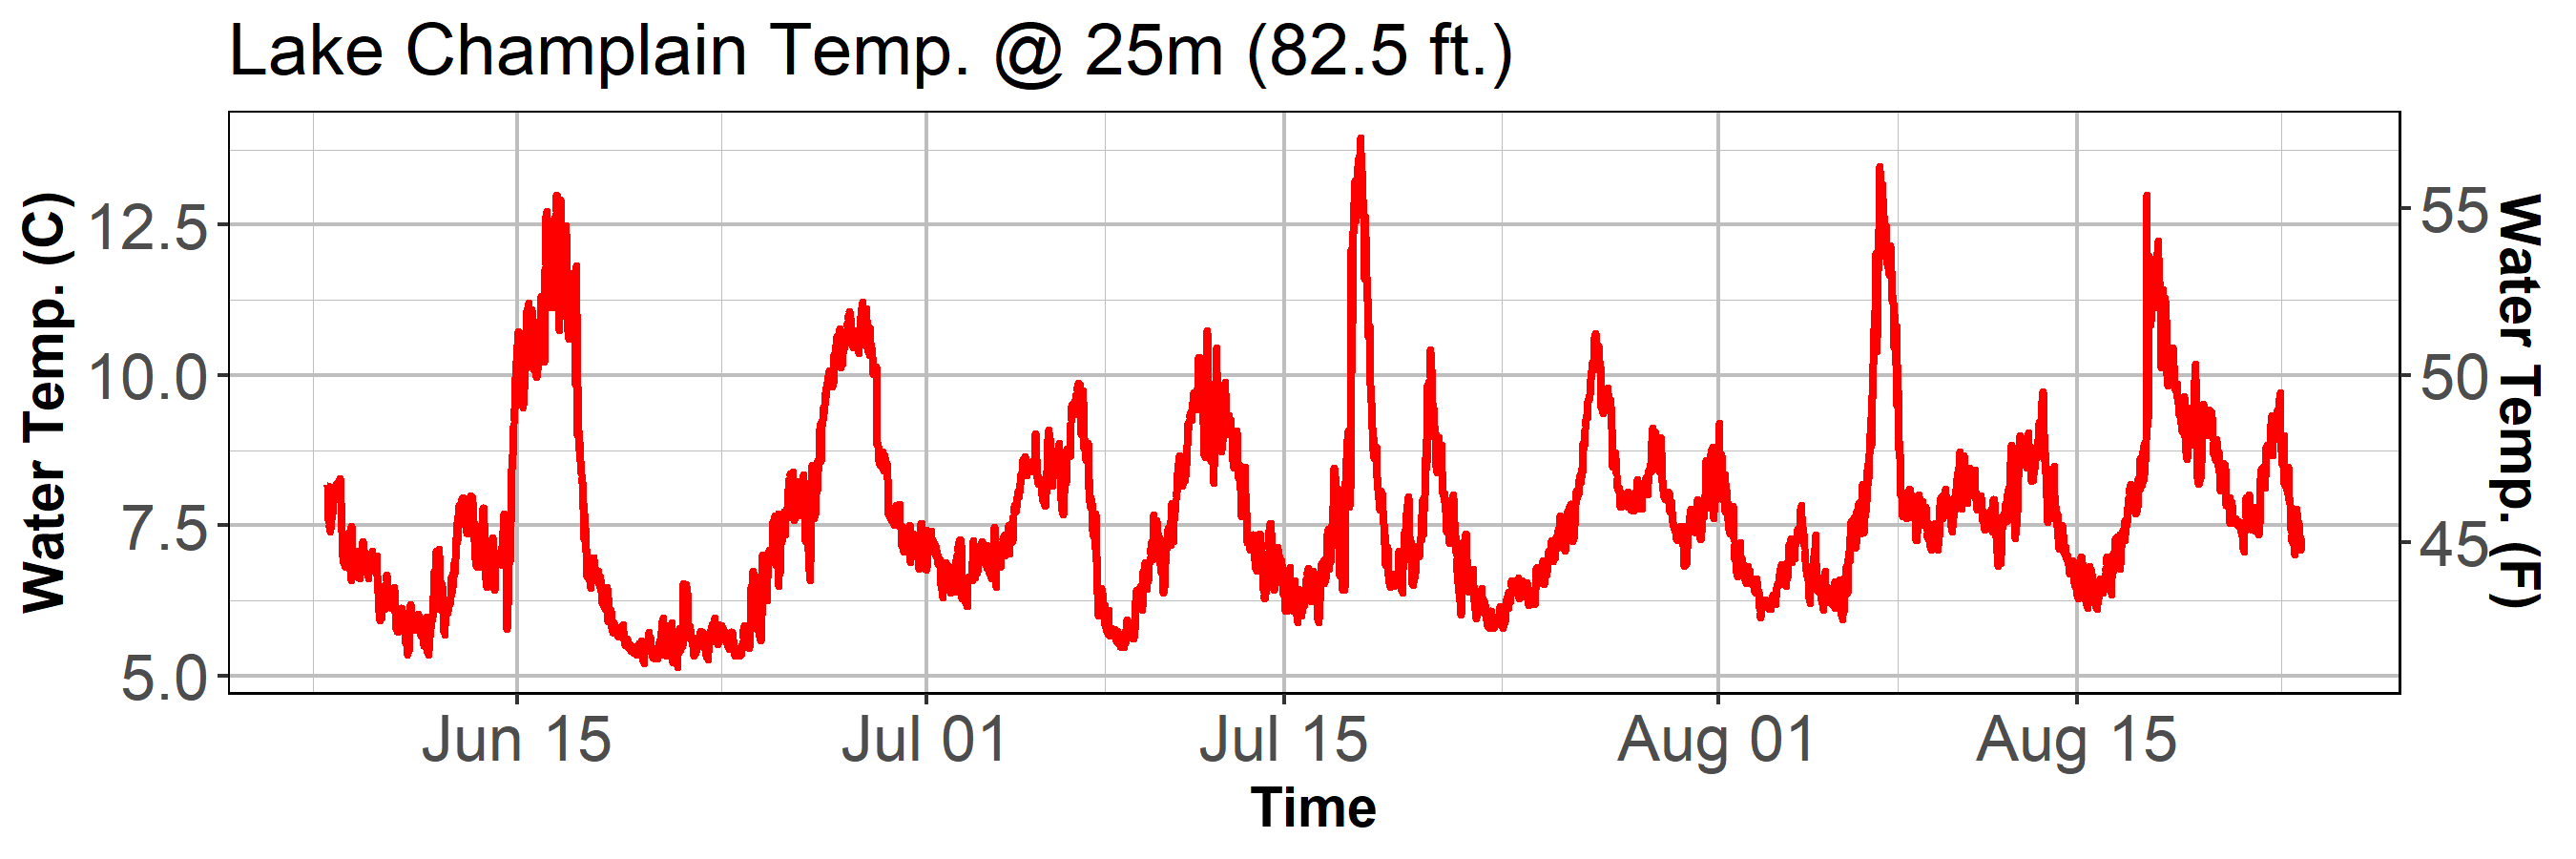 Lake Champlain Temp. @ 25m (82.5 ft.)
Water Temp. (C)
12.5
10.0
7.5
5.0
55
50
45
Water Temp. (F)
Jun 15 Jul 01 Jul 15 Aug 01 Aug 15
Time